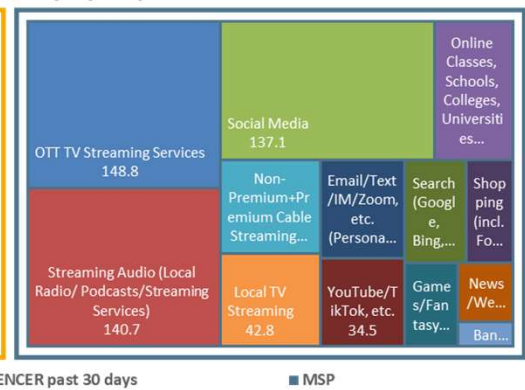 OTT TV Streaming Services
148.8
Streaming Audio (Local
Radio/ Podcasts/Streaming
Services)
140.7
Social Media
137.1
Online
Classes,
Schools,
Colleges,
Universiti
es...
Non-
Premium+Pr
emium Cable
Streaming...
Email/Text
/IM/Zoom,
etc.
(Persona...
Search
(Googl
e,
Bing,...
Shop
ping
(incl.
Fo...
Local TV
Streaming
42.8
YouTube/T
ikTok, etc.
34.5
Game
s/Fan
tasy...
News
/We...
Ban...
ENCER past 30 days
MSP